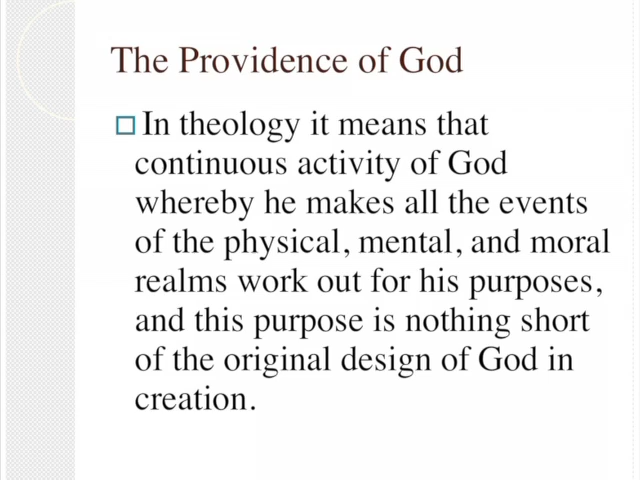 The Providence of God
In theology it means that
continuous activity of God
whereby he makes all the events
of the physical, mental, and moral
realms work out for his purposes,
and this purpose is nothing short
of the original design of God in
creation.